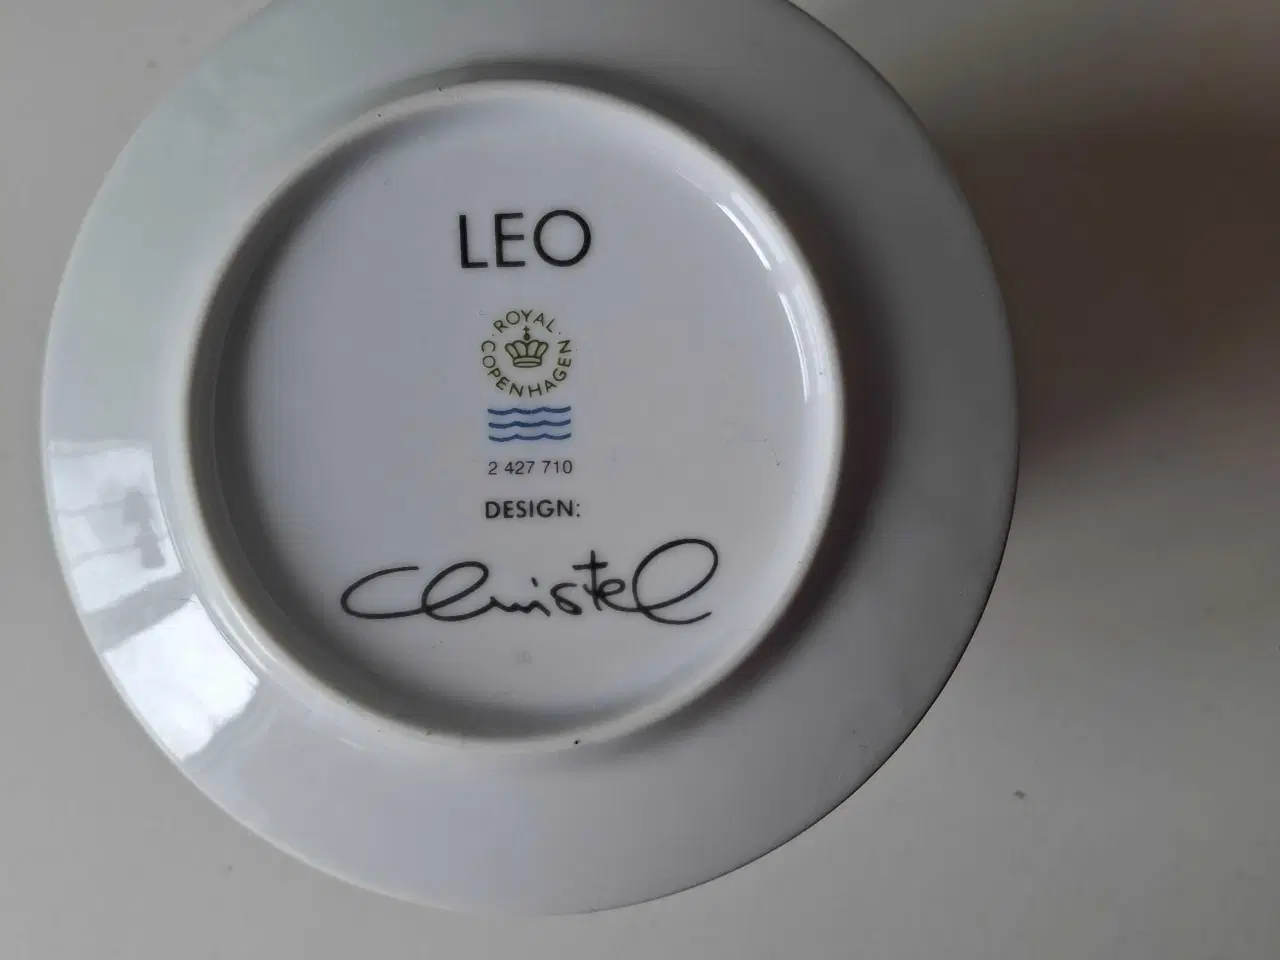 LEO
ROYAL
COPENHAGEN
2 427 710
DESIGN:
Christel